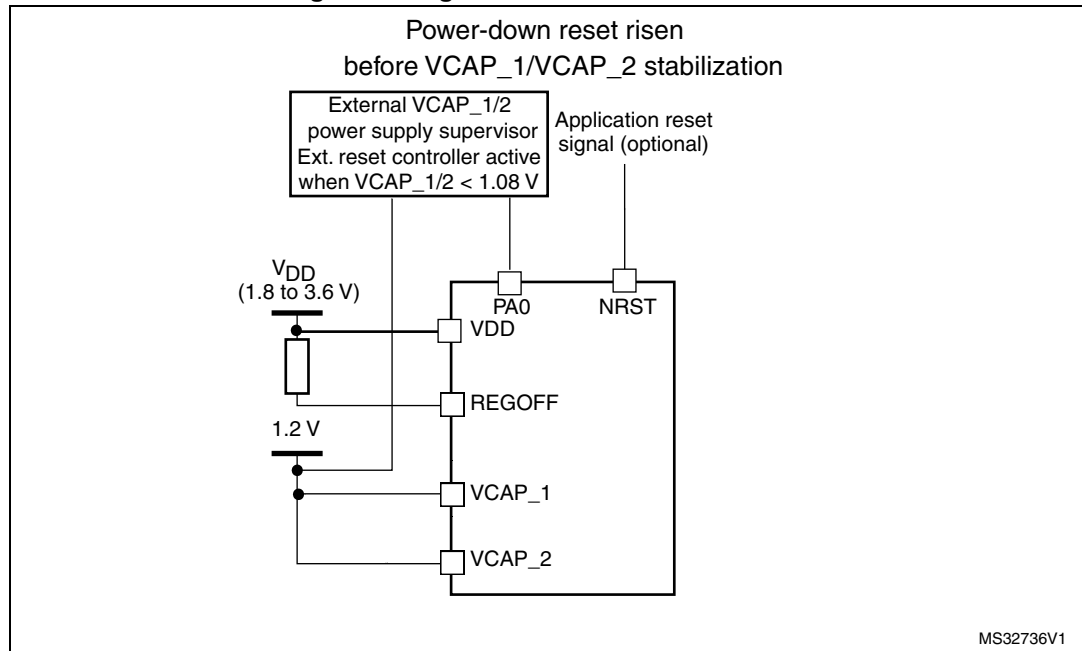 Power-down reset risen
before VCAP_1/VCAP_2 stabilization
External VCAP_1/2
power supply supervisor
Ext. reset controller active
when VCAP_1/2 < 1.08 V
Application reset
signal (optional)
VDD
(1.8 to 3.6 V)
PA0
NRST
VDD
REGOFF
1.2 V
VCAP_1
VCAP_2
MS32736V1